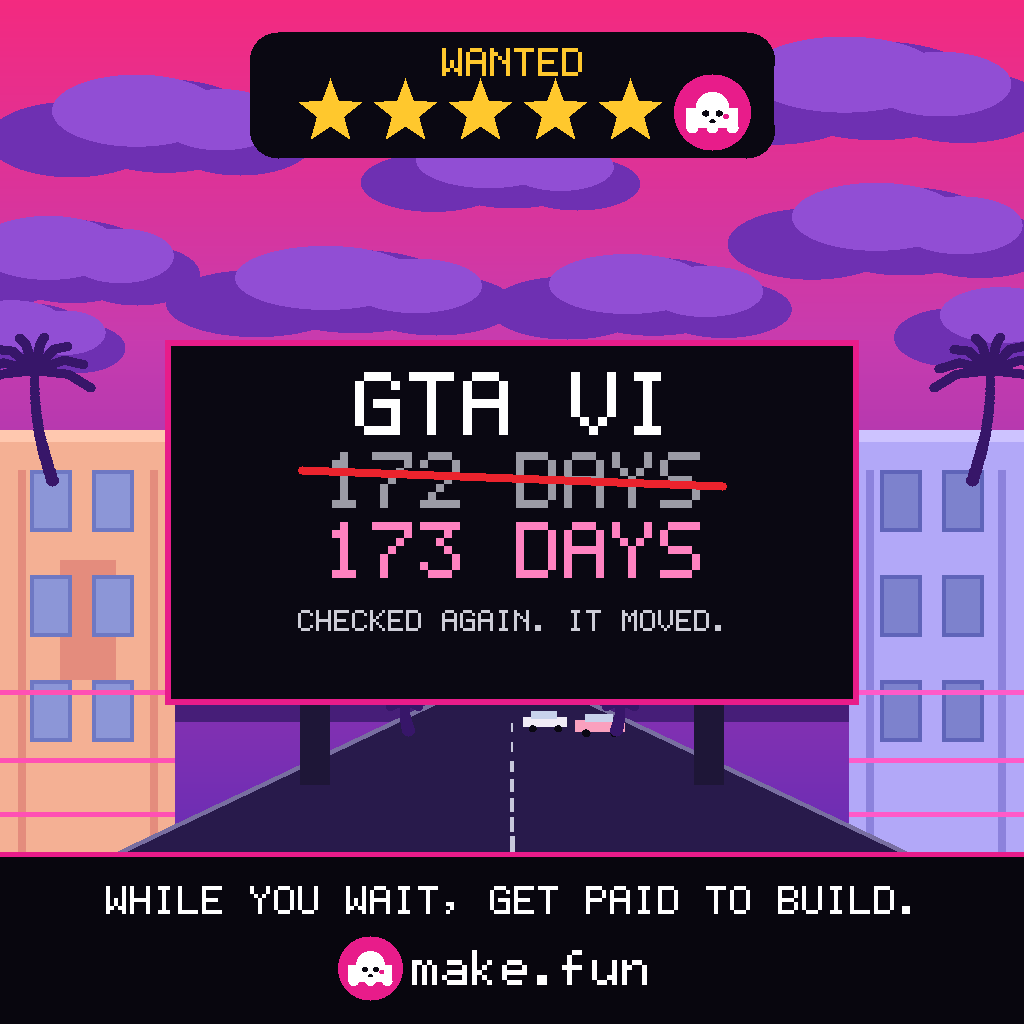 WANTED
GTA VI
172 DAYS
173 DAYS
CHECKED AGAIN. IT MOVED.
WHILE YOU WAIT, GET PAID TO BUILD.
make.fun